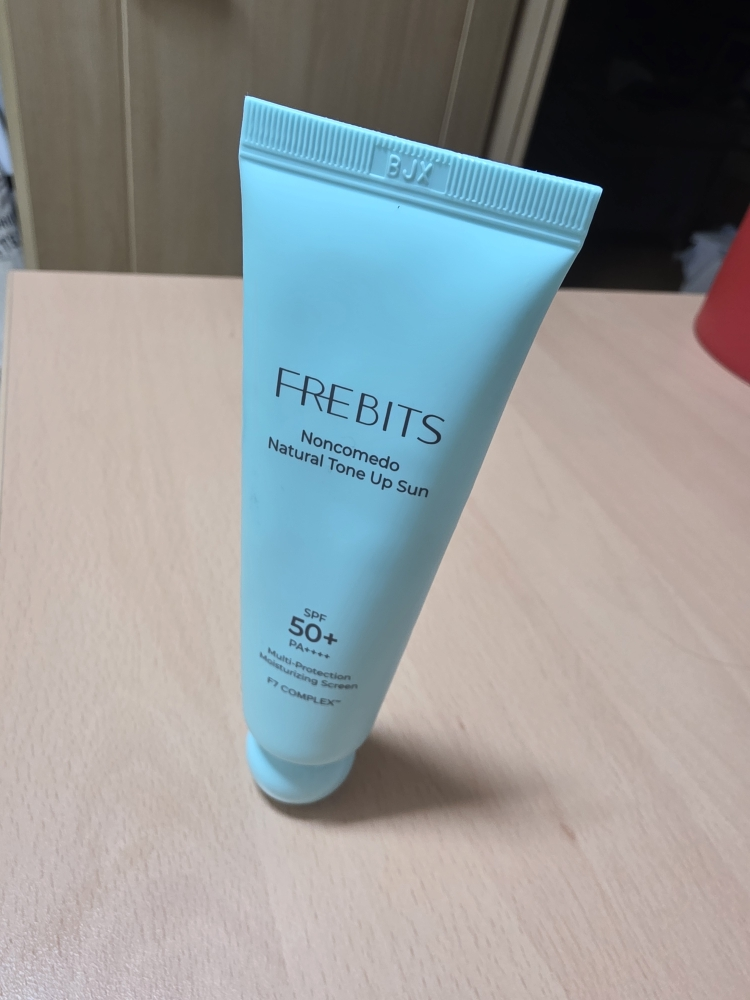 BJX
FREBITS
Noncomedo
Natural Tone Up Sun
SPF
50+
PA++++
Multi-Protection
Moisturizing Screen
F7 COMPLEX™